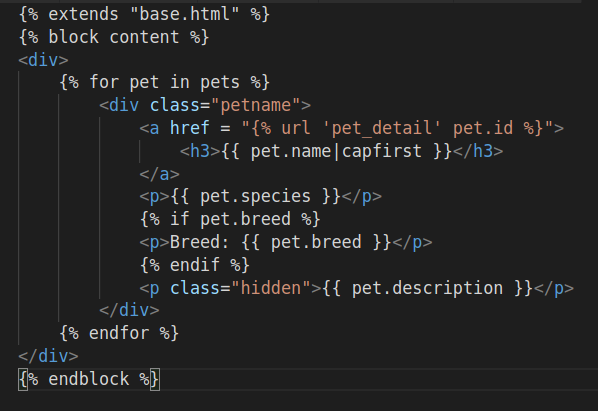 {% extends "base.html" %}
{% block content %}
<div>
    {% for pet in pets %}
        <div class="petname">
            <a href = "{% url 'pet_detail' pet.id %}">
                <h3>{{ pet.name|capfirst }}</h3>
            </a>
            <p>{{ pet.species }}</p>
            {% if pet.breed %}
            <p>Breed: {{ pet.breed }}</p>
            {% endif %}
            <p class="hidden">{{ pet.description }}</p>
        </div>
    {% endfor %}
</div>
{% endblock %}